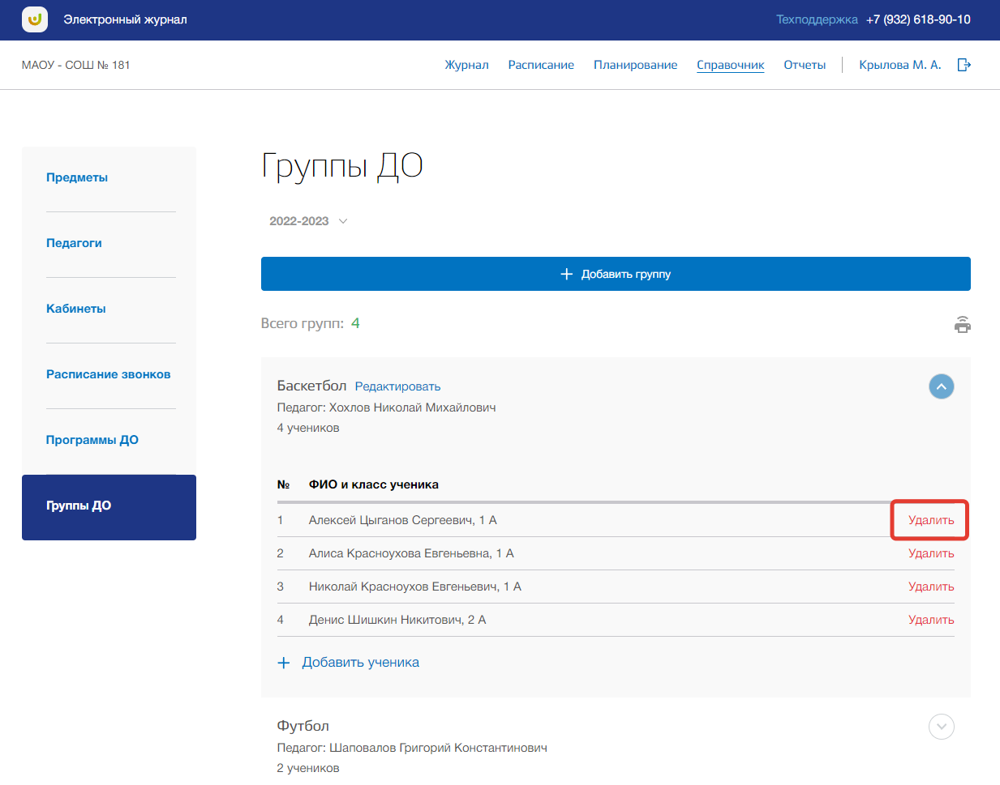 Электронный журнал
Техподдержка +7 (932) 618-90-10
МАОУ - СОШ № 181
Журнал Расписание Планирование Справочник Отчеты Крылова М. А.
Предметы
Педагоги
Кабинеты
Расписание звонков
Программы ДО
Группы ДО
Группы ДО
2022-2023
Добавить группу
Всего групп: 4
Баскетбол Редактировать
Педагог: Хохлов Николай Михайлович
4 учеников
№ ФИО и класс ученика
1 Алексей Цыганов Сергеевич, 1 А Удалить
2 Алиса Красноухова Евгеньевна, 1 А Удалить
3 Николай Красноухов Евгеньевич, 1 А Удалить
4 Денис Шишкин Никитович, 2 А Удалить
Добавить ученика
Футбол
Педагог: Шаповалов Григорий Константинович
2 учеников